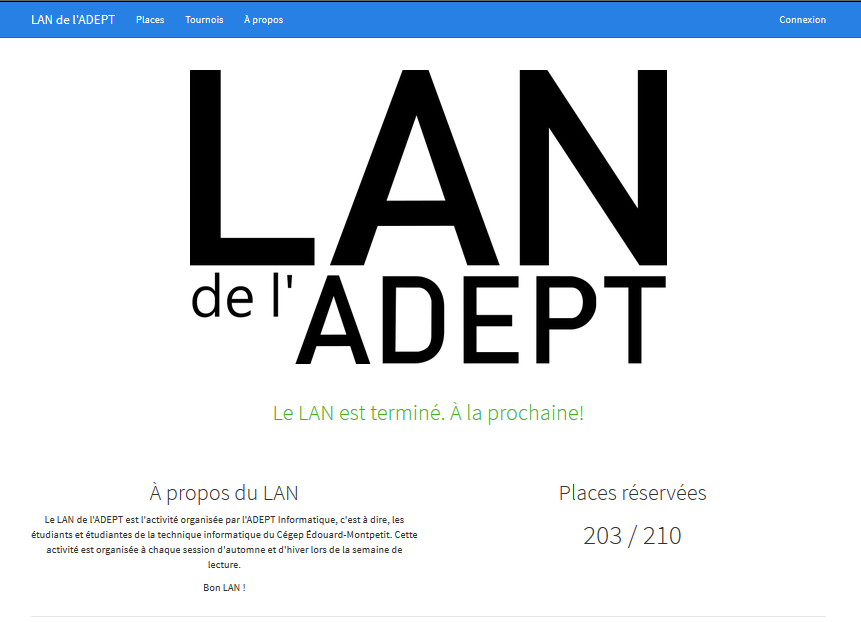 LAN de l'ADEPT Places Tournois À propos Connexion
LAN
de l'ADEPT
Le LAN est terminé. À la prochaine!
À propos du LAN
Le LAN de l'ADEPT est l'activité organisée par l'ADEPT Informatique, c'est à dire, les
étudiants et étudiantes de la technique informatique du Cégep Édouard-Montpetit. Cette
activité est organisée à chaque session d'automne et d'hiver lors de la semaine de
lecture.
Bon LAN !
Places réservées
203 / 210